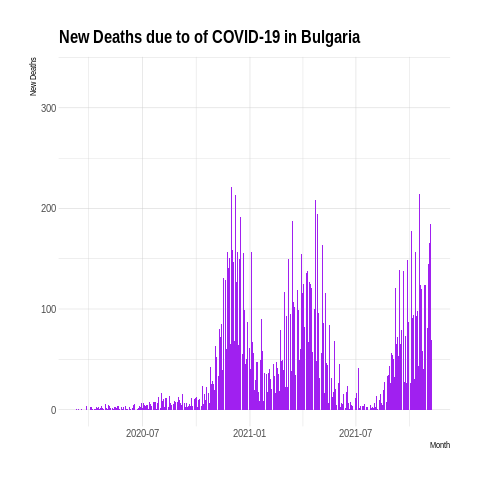 New Deaths due to of COVID-19 in Bulgaria
New Deaths
300
200
100
0
2020-07 2021-01 2021-07
Month